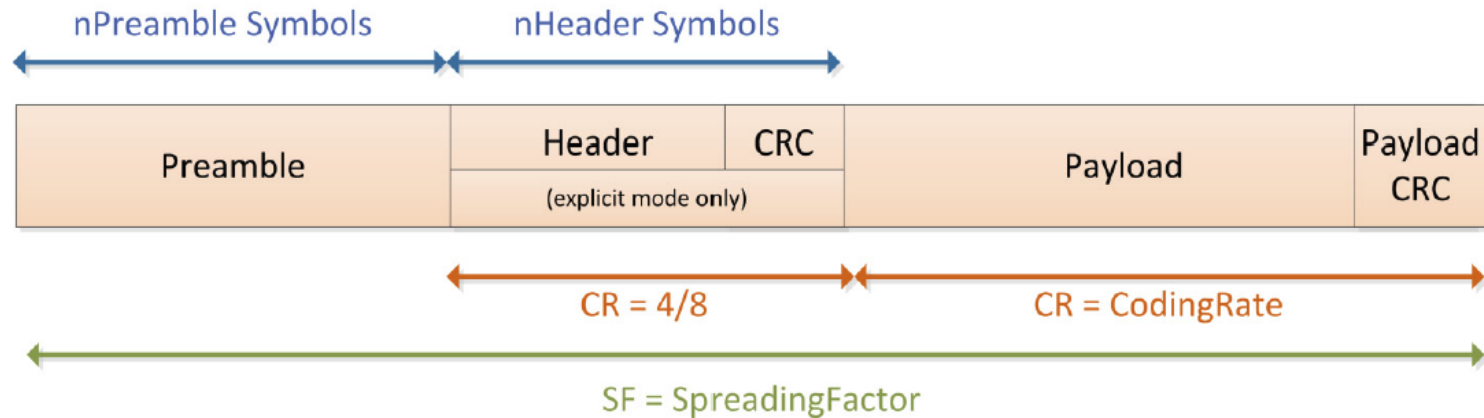 nPreamble Symbols
nHeader Symbols
Preamble
Header
CRC
(explicit mode only)
Payload
Payload
CRC
CR = 4/8
CR = CodingRate
SF = SpreadingFactor